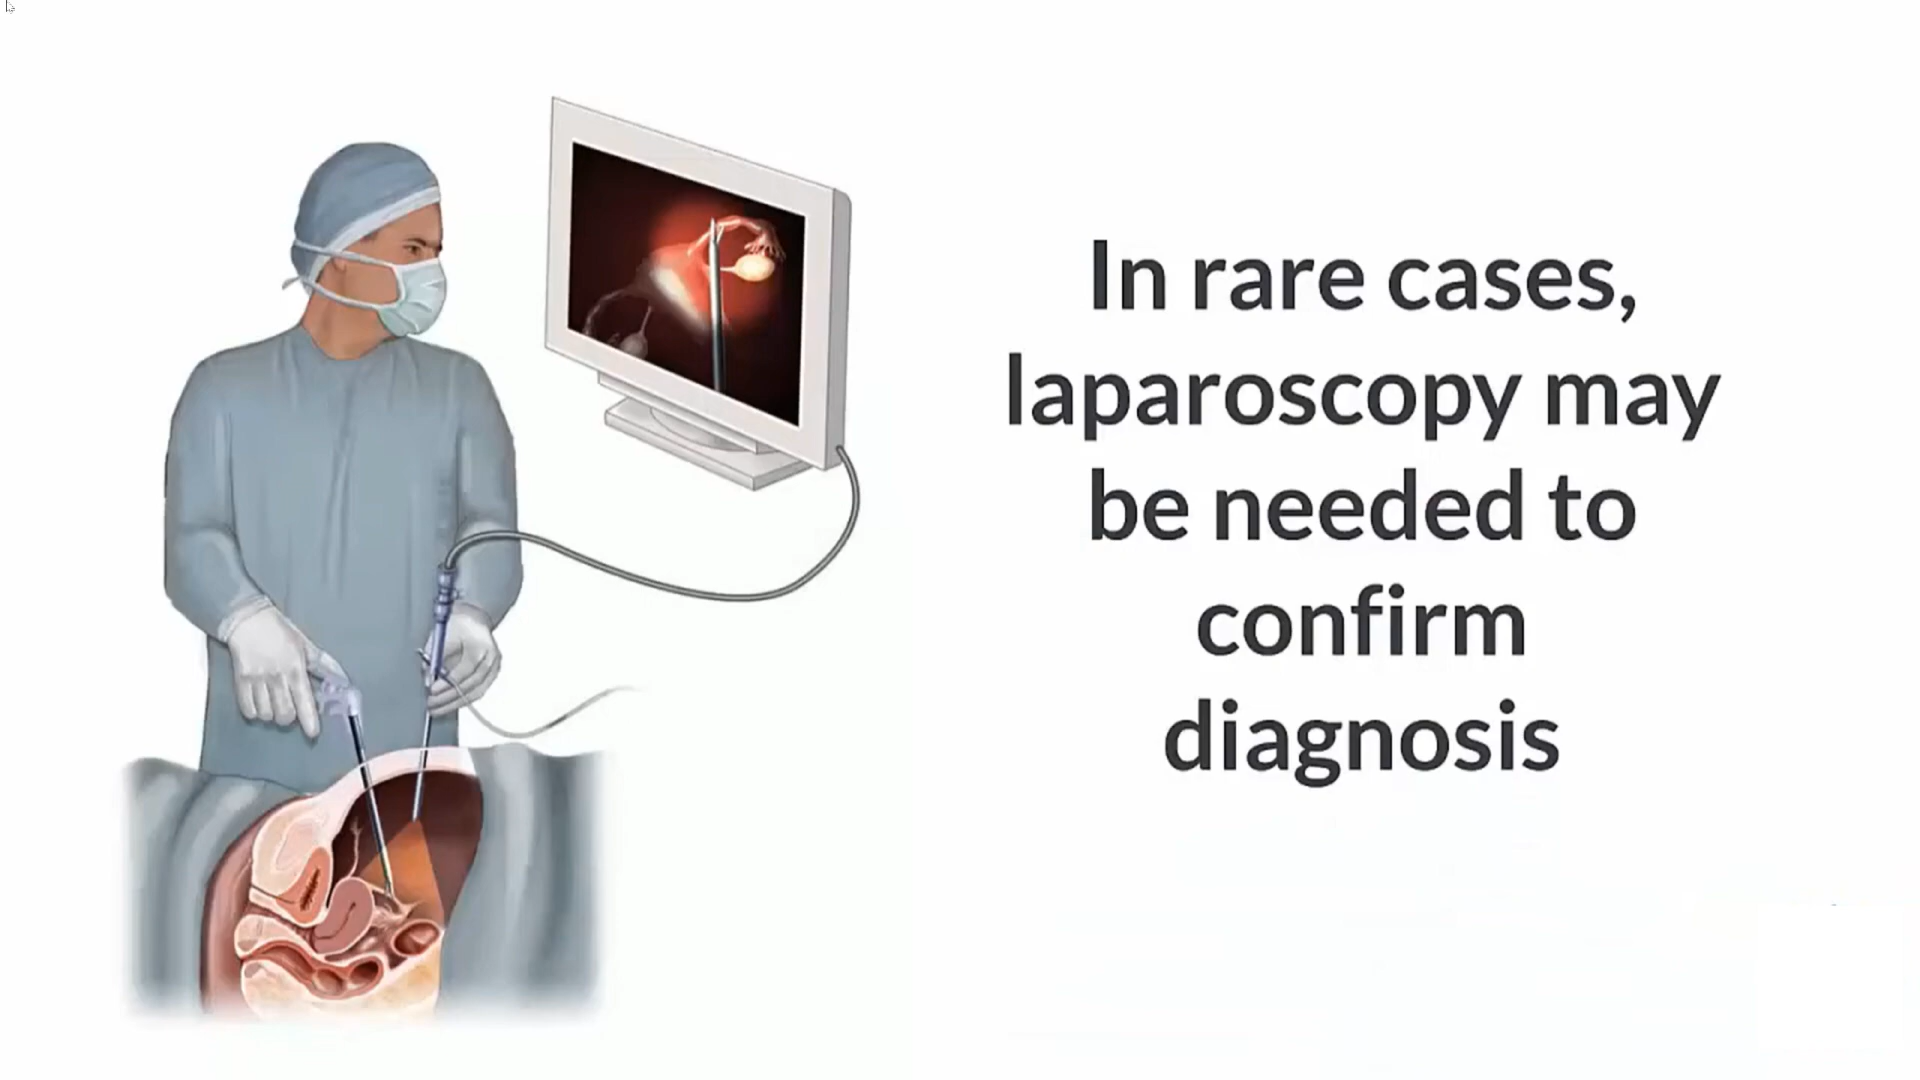 In rare cases,
laparoscopy may
be needed to
confirm
diagnosis